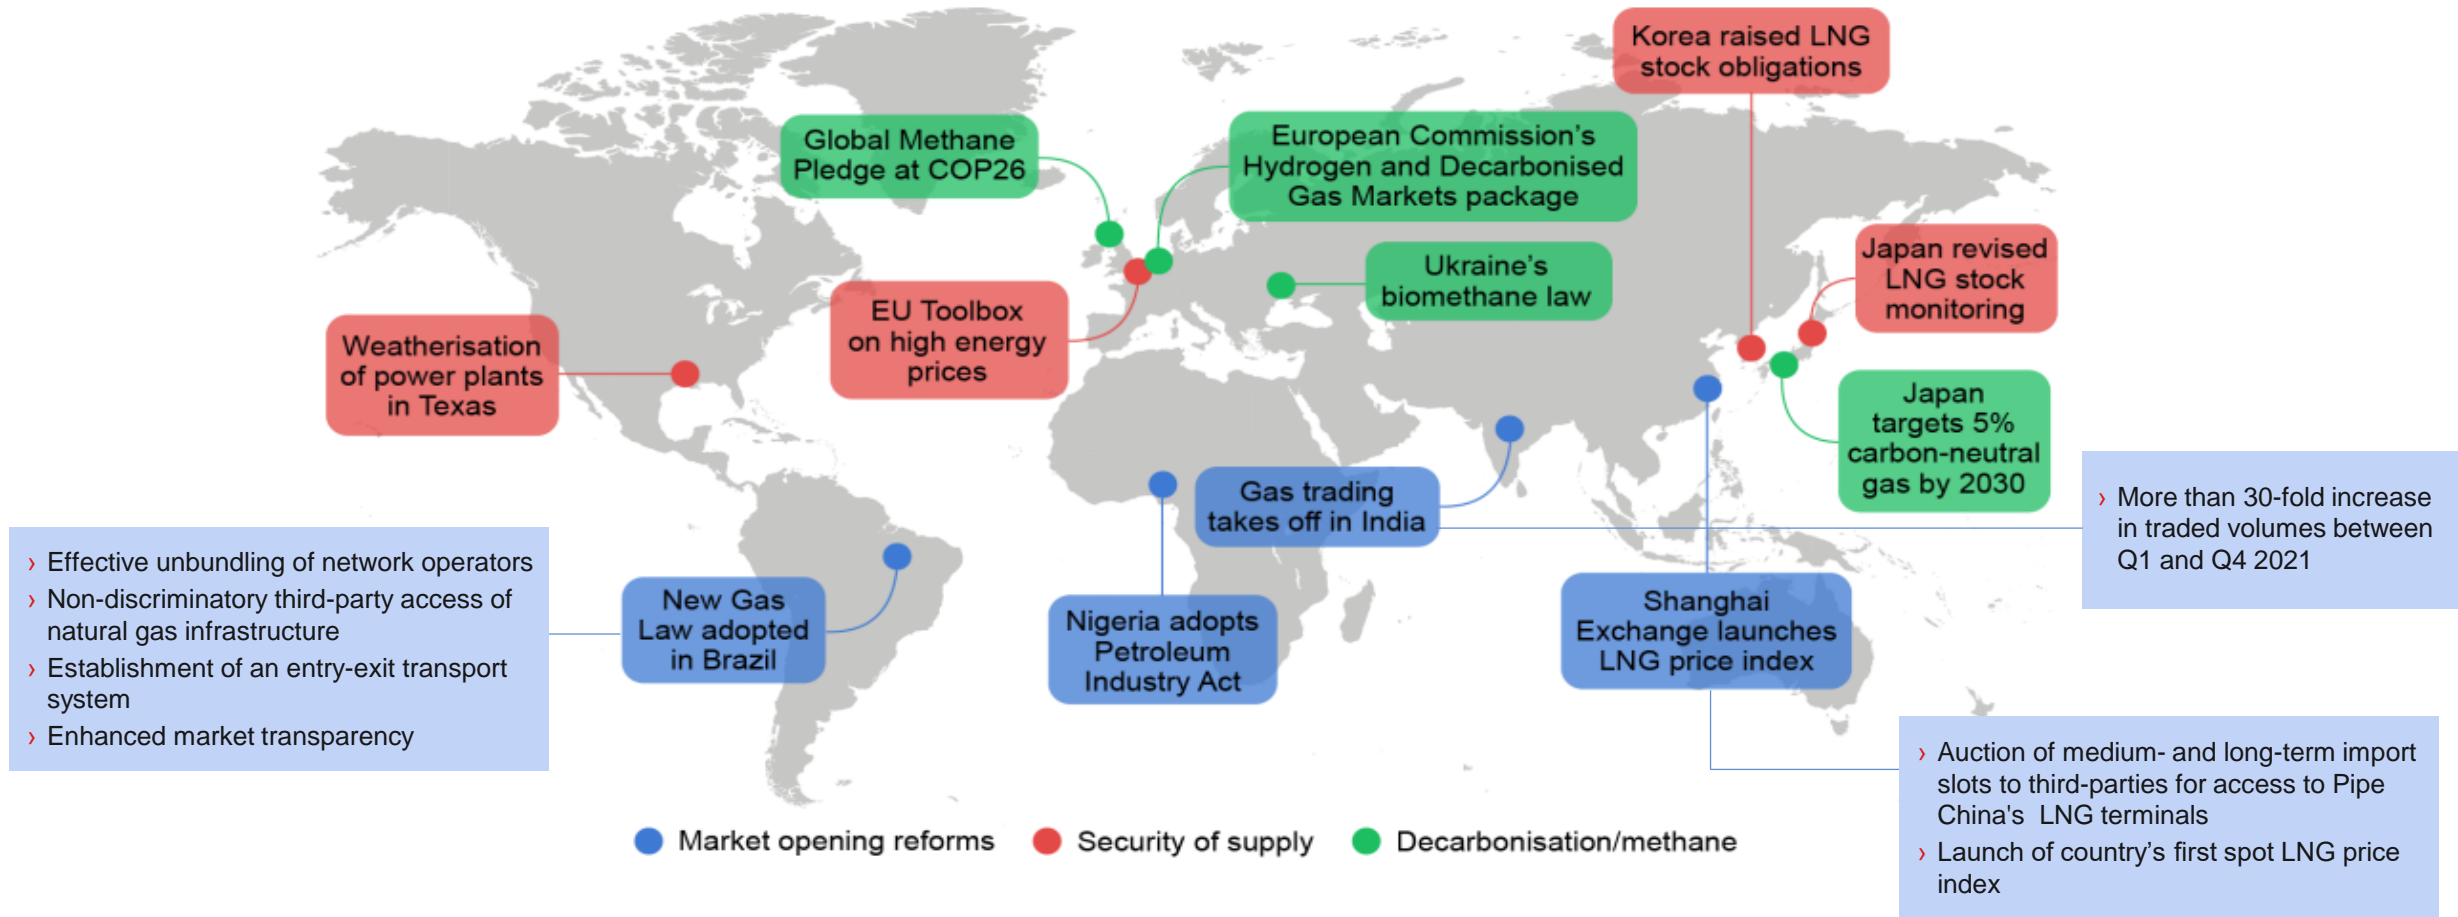 Korea raised LNG
stock obligations
Global Methane
Pledge at COP26
European Commission's
Hydrogen and Decarbonised
Gas Markets package
Japan revised
LNG stock
monitoring
Ukraine's
biomethane law
EU Toolbox
on high energy
prices
Weatherisation
of power plants
in Texas
Japan
targets 5%
carbon-neutral
gas by 2030
Gas trading
takes off in India
› More than 30-fold increase
in traded volumes between
Q1 and Q4 2021
› Effective unbundling of network operators
› Non-discriminatory third-party access of
natural gas infrastructure
› Establishment of an entry-exit transport
system
› Enhanced market transparency
New Gas
Law adopted
in Brazil
Nigeria adopts
Petroleum
Industry Act
Shanghai
Exchange launches
LNG price index
› Auction of medium- and long-term import
slots to third-parties for access to Pipe
China's  LNG terminals
› Launch of country's first spot LNG price
index
Market opening reforms
Security of supply
Decarbonisation/methane